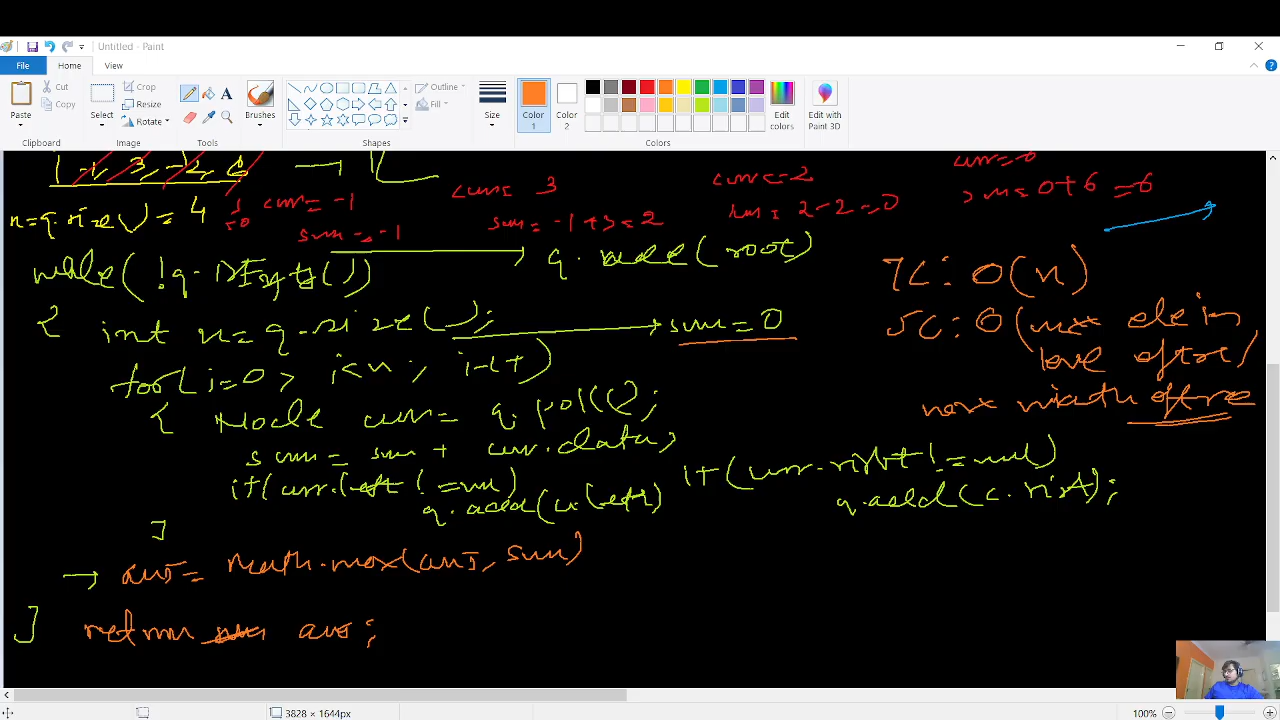 Untitled - Paint
File Home View
Paste Cut Copy Clipboard
Select Crop Resize Rotate Image
Tools
Brushes
Outline Fill Shapes
Size
Color 1 Color 2 Edit colors Colors
Edit with Paint 3D
-1, 3, -2, 6
n=q.size()= 4 i=0
curr= -1
sum= -1
curr= 3
sum= -1+3=2
curr=-2
sum= 2-2=0
curr=6
sum=0+6=6
while( !q.isEmpty()) q.add(root)
{ int n= q.size(); sum=0
for(i=0; i<n; i++)
{ Node curr= q.poll();
sum= sum + curr.data;
if(curr.left!=null)
q.add(c.left)
if(curr.right!=null)
q.add(c.right);
}
ans= Math.max(ans, sum)
} return ans;
TC: O(n)
SC: O(max ele in
level of tree)
max width of tree
3828 × 1644px 100%